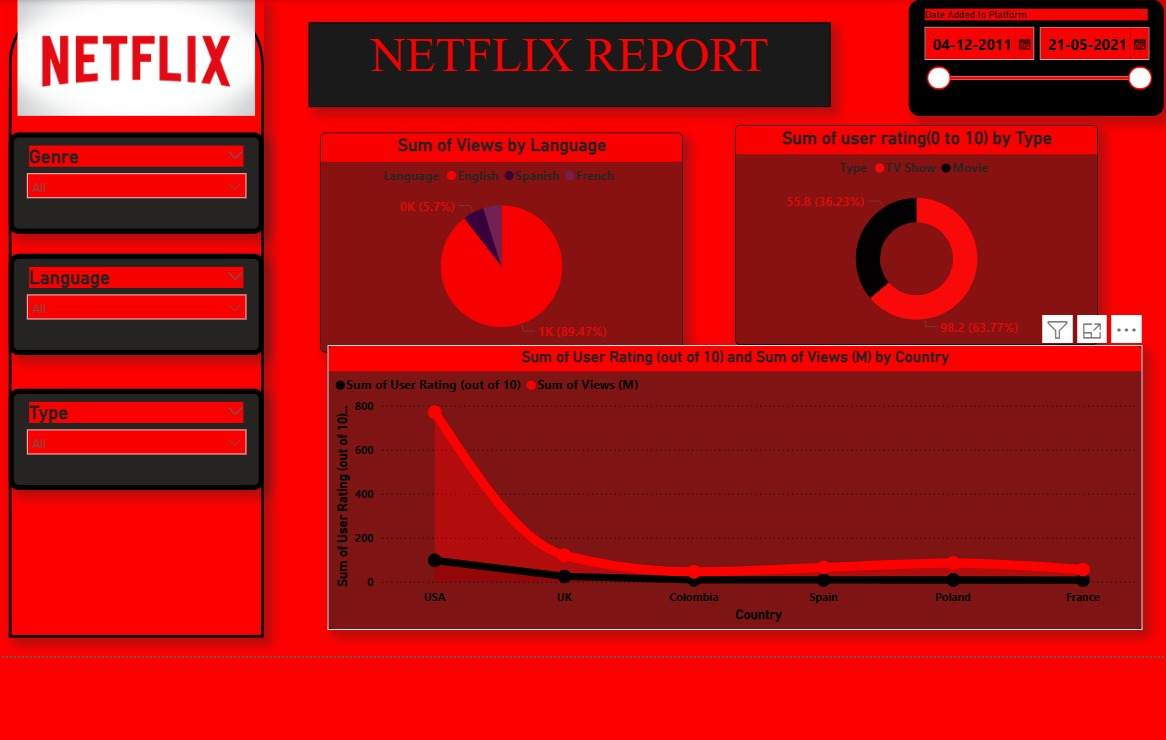 NETFLIX
NETFLIX REPORT
Date Added to Platform
04-12-2011
21-05-2021
Genre
All
Language
All
Type
All
Sum of Views by Language
Language English Spanish French
0K (5.7%)
1K (89.47%)
Sum of user rating(0 to 10) by Type
Type TV Show Movie
55.8 (36.23%)
98.2 (63.77%)
Sum of User Rating (out of 10) and Sum of Views (M) by Country
Sum of User Rating (out of 10) Sum of Views (M)
Sum of User Rating (out of 10)...
800
600
400
200
0
USA UK Colombia Spain Poland France
Country